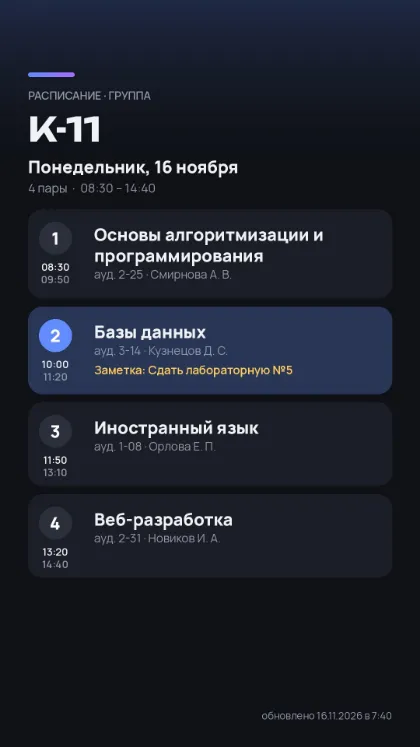 РАСПИСАНИЕ · ГРУППА
К-11
Понедельник, 16 ноября
4 пары · 08:30 – 14:40
1
08:30
09:50
Основы алгоритмизации и
программирования
ауд. 2-25 · Смирнова А. В.
2
10:00
11:20
Базы данных
ауд. 3-14 · Кузнецов Д. С.
Заметка: Сдать лабораторную №5
3
11:50
13:10
Иностранный язык
ауд. 1-08 · Орлова Е. П.
4
13:20
14:40
Веб-разработка
ауд. 2-31 · Новиков И. А.
обновлено 16.11.2026 в 7:40